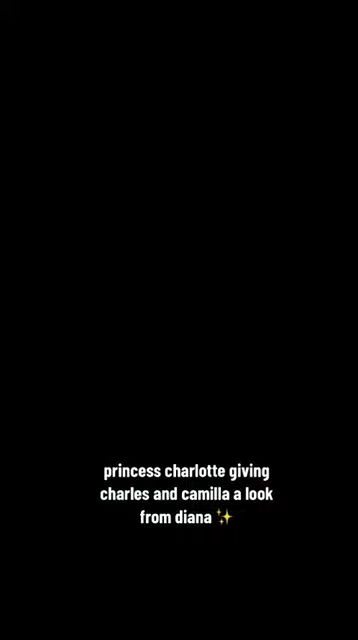 princess charlotte giving
charles and camilla a look
from diana ✨